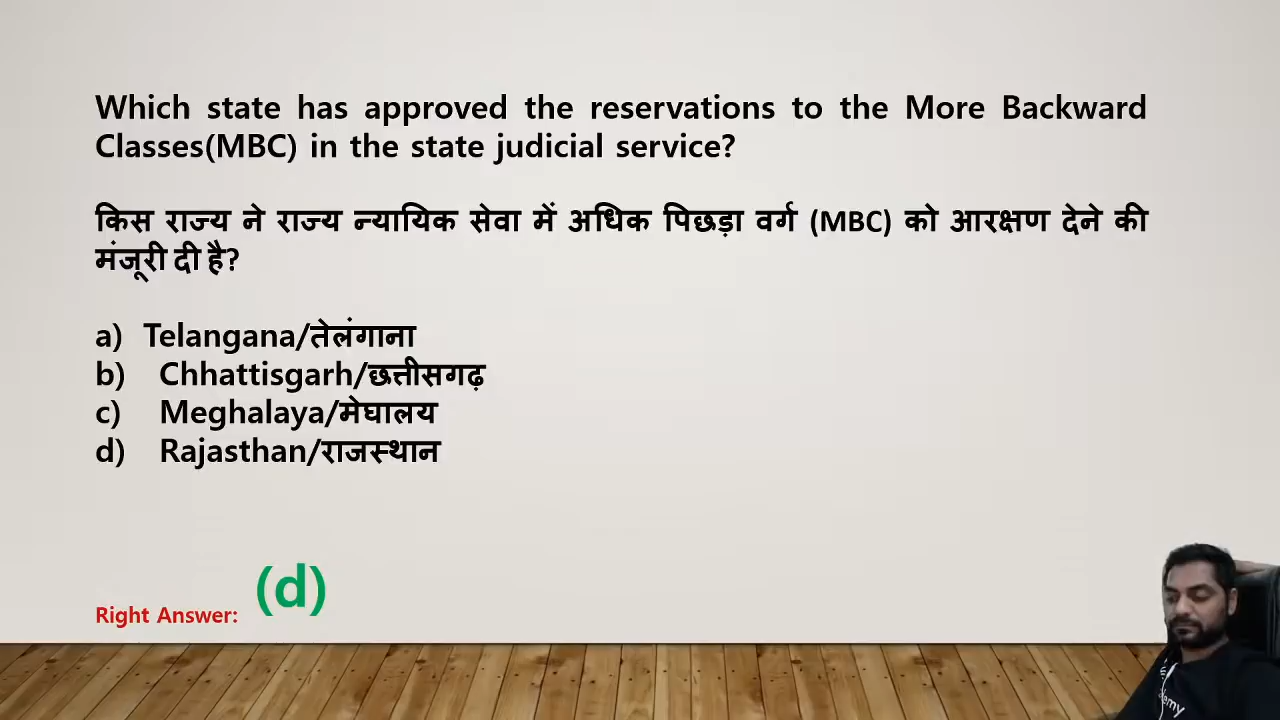 Which state has approved the reservations to the More Backward
Classes(MBC) in the state judicial service?
किस राज्य ने राज्य न्यायिक सेवा में अधिक पिछड़ा वर्ग (MBC) को आरक्षण देने की
मंजूरी दी है?
a) Telangana/तेलंगाना
b) Chhattisgarh/छत्तीसगढ़
c) Meghalaya/मेघालय
d) Rajasthan/राजस्थान
(d)
Right Answer: